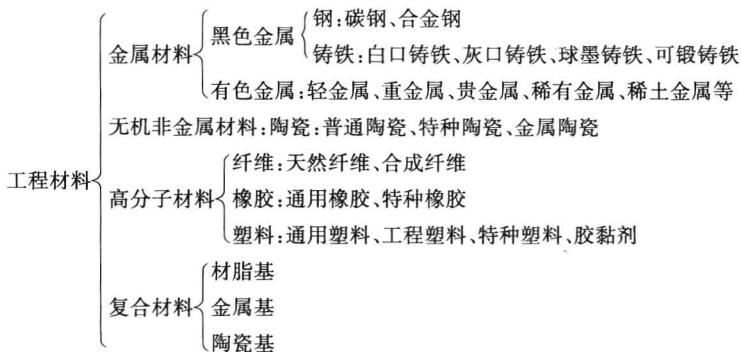 钢:碳钢、合金钢
黑色金属
铸铁:白口铸铁、灰口铸铁、球墨铸铁、可锻铸铁
金属材料
有色金属:轻金属、重金属、贵金属、稀有金属、稀土金属等
无机非金属材料:陶瓷:普通陶瓷、特种陶瓷、金属陶瓷
工程材料
纤维:天然纤维、合成纤维
高分子材料
橡胶:通用橡胶、特种橡胶
塑料:通用塑料、工程塑料、特种塑料、胶黏剂
材脂基
复合材料
金属基
陶瓷基